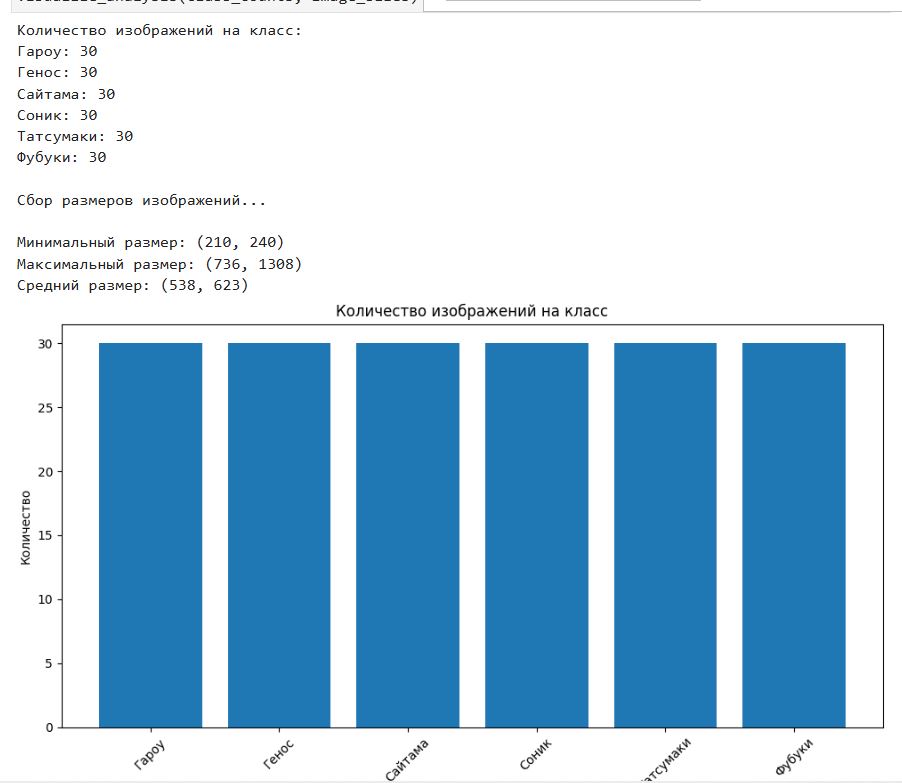 Количество изображений на класс:
Гароу: 30
Генос: 30
Сайтама: 30
Соник: 30
Татсумаки: 30
Фубуки: 30
Сбор размеров изображений...
Минимальный размер: (210, 240)
Максимальный размер: (736, 1308)
Средний размер: (538, 623)
Количество изображений на класс
30
25
20
15
10
5
0
Количество
Гароу
Генос
Сайтама
Соник
атсумаки
Фубуки